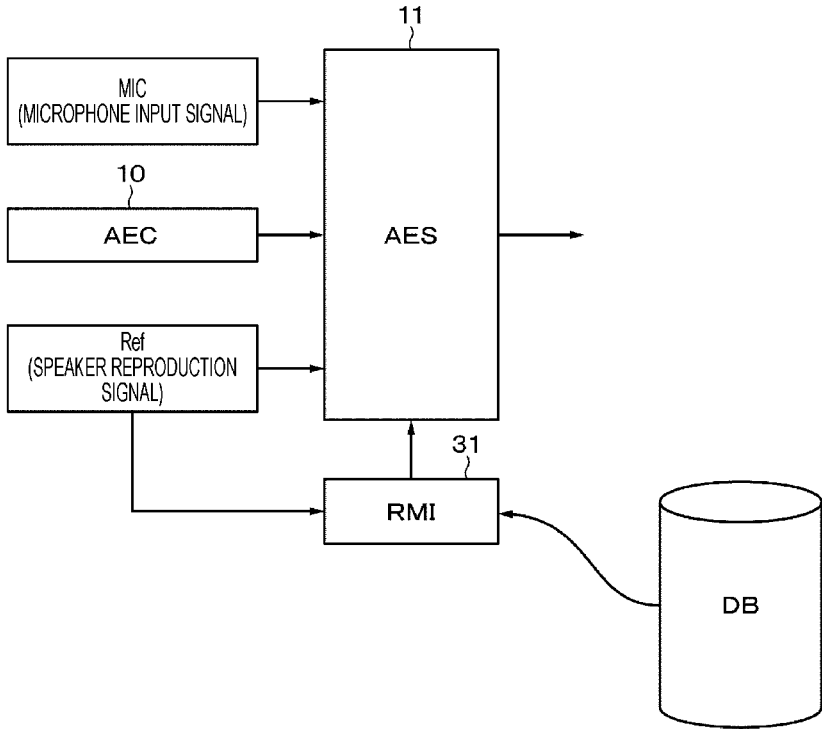 11
MIC
(MICROPHONE INPUT SIGNAL)
10
AEC
AES
Ref
(SPEAKER REPRODUCTION
SIGNAL)
31
RMI
DB